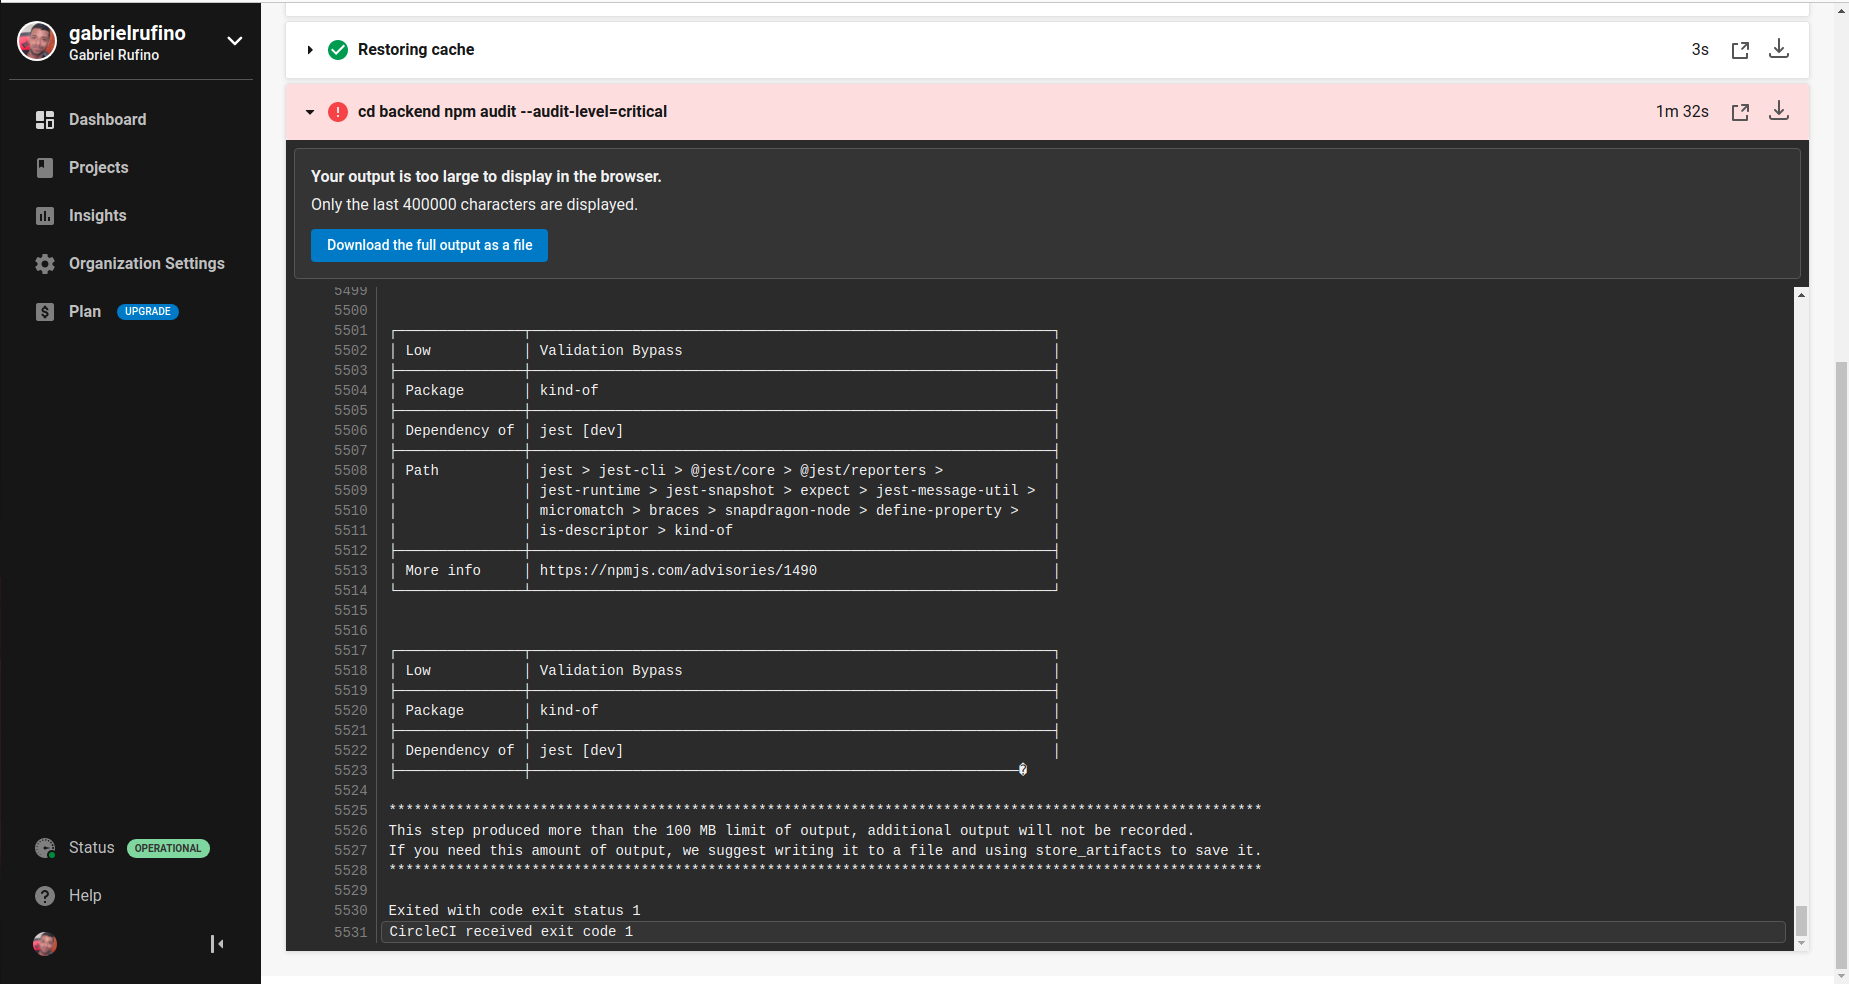 gabrielrufino
Gabriel Rufino
Dashboard
Projects
Insights
Organization Settings
Plan UPGRADE
Status OPERATIONAL
Help
Restoring cache 3s
cd backend npm audit --audit-level=critical 1m 32s
Your output is too large to display in the browser.
Only the last 400000 characters are displayed.
Download the full output as a file
5499
5500
5501
5502 Low Validation Bypass
5503
5504 Package kind-of
5505
5506 Dependency of jest [dev]
5507
5508 Path jest > jest-cli > @jest/core > @jest/reporters >
5509 jest-runtime > jest-snapshot > expect > jest-message-util >
5510 micromatch > braces > snapdragon-node > define-property >
5511 is-descriptor > kind-of
5512
5513 More info https://npmjs.com/advisories/1490
5514
5515
5516
5517
5518 Low Validation Bypass
5519
5520 Package kind-of
5521
5522 Dependency of jest [dev]
5523 �
5524
5525 ********************************************************************************************************
5526 This step produced more than the 100 MB limit of output, additional output will not be recorded.
5527 If you need this amount of output, we suggest writing it to a file and using store_artifacts to save it.
5528 ********************************************************************************************************
5529
5530 Exited with code exit status 1
5531 CircleCI received exit code 1